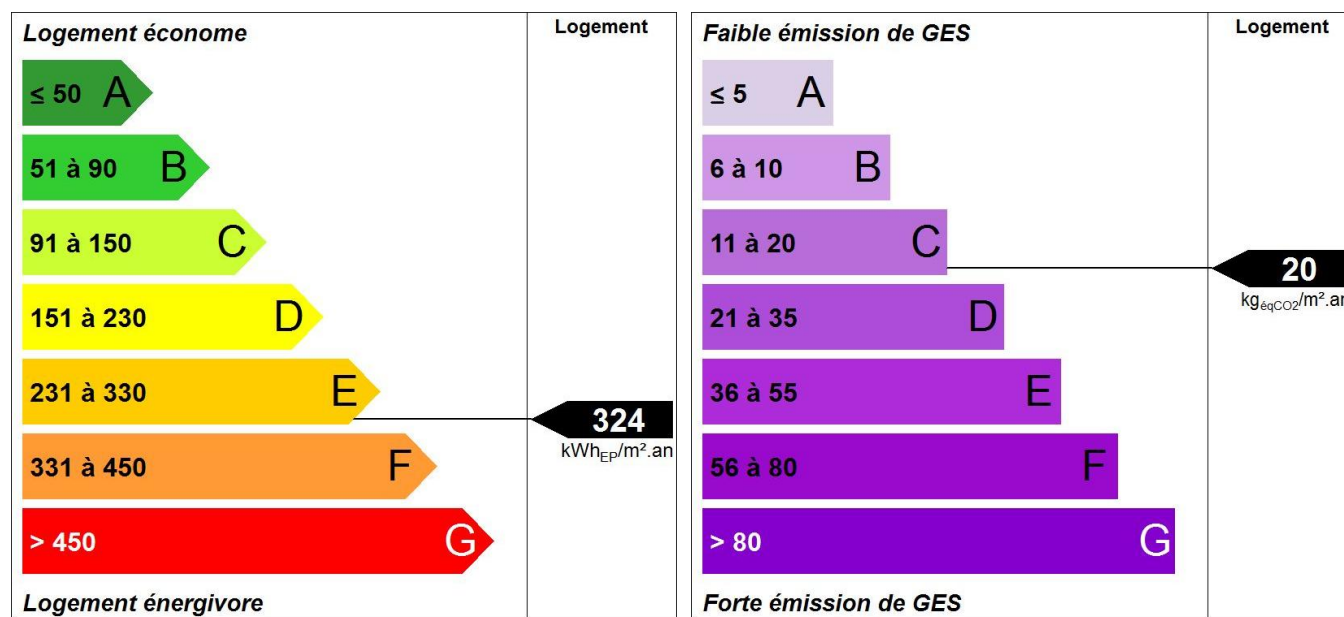 Logement économe
Logement
≤ 50 A
51 à 90 B
91 à 150 C
151 à 230 D
231 à 330 E
324
kWhEP/m².an
331 à 450 F
> 450 G
Logement énergivore
Faible émission de GES
Logement
≤ 5 A
6 à 10 B
11 à 20 C
20
kgéqCO2/m².an
21 à 35 D
36 à 55 E
56 à 80 F
> 80 G
Forte émission de GES